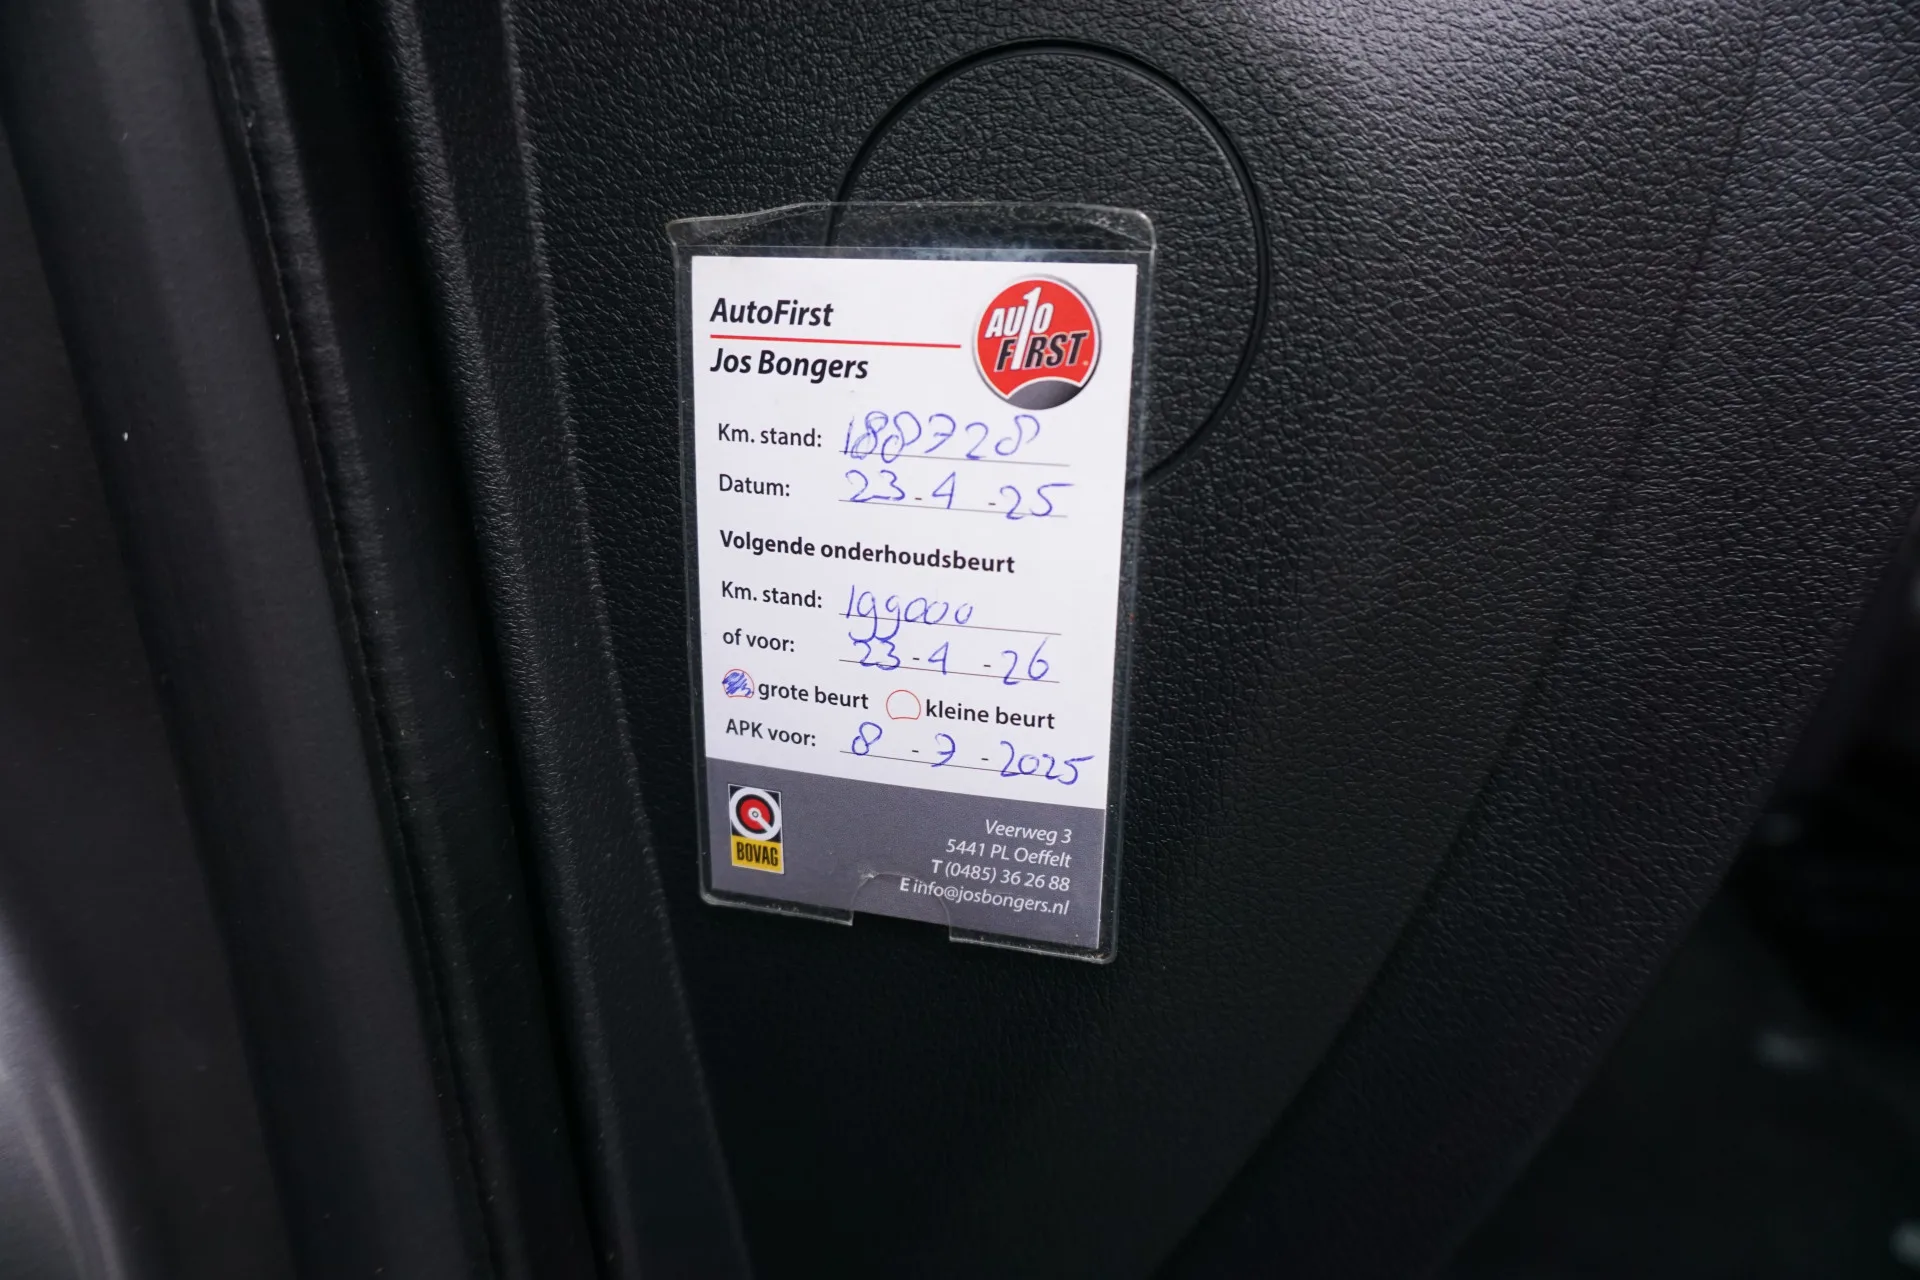 AutoFirst
Jos Bongers
AUTO
FIRST
Km. stand: 188728
Datum: 23-4-25
Volgende onderhoudsbeurt
Km. stand: 199000
of voor: 23-4-26
grote beurt kleine beurt
APK voor: 8-7-2025
BOVAG
Veerweg 3
5441 PL Oeffelt
T (0485) 36 26 88
E info@josbongers.nl